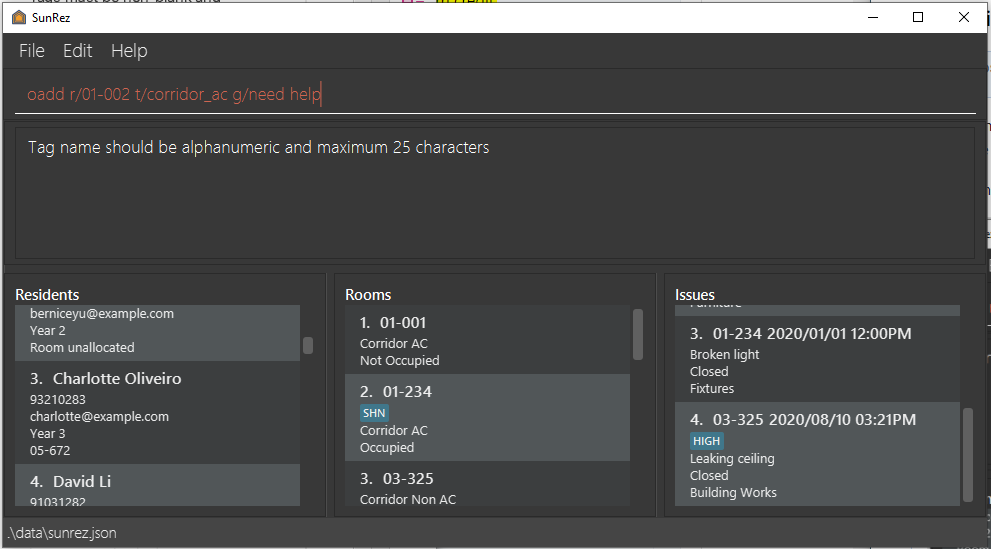 SunRez
File Edit Help
oadd r/01-002 t/corridor_ac g/need help
Tag name should be alphanumeric and maximum 25 characters
Residents
berniceyu@example.com
Year 2
Room unallocated
3. Charlotte Oliveiro
93210283
charlotte@example.com
Year 3
05-672
4. David Li
91031282
Rooms
1. 01-001
Corridor AC
Not Occupied
2. 01-234
SHN
Corridor AC
Occupied
3. 03-325
Corridor Non AC
Issues
Furniture
3. 01-234 2020/01/01 12:00PM
Broken light
Closed
Fixtures
4. 03-325 2020/08/10 03:21PM
HIGH
Leaking ceiling
Closed
Building Works
.\data\sunrez.json